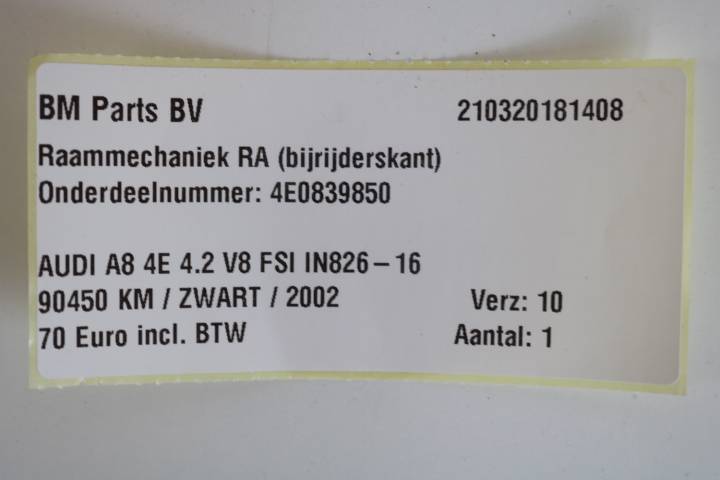 BM Parts BV 210320181408
Raammechaniek RA (bijrijderskant)
Onderdeelnummer: 4E0839850
AUDI A8 4E 4.2 V8 FSI IN826-16
90450 KM / ZWART / 2002 Verz: 10
70 Euro incl. BTW Aantal: 1